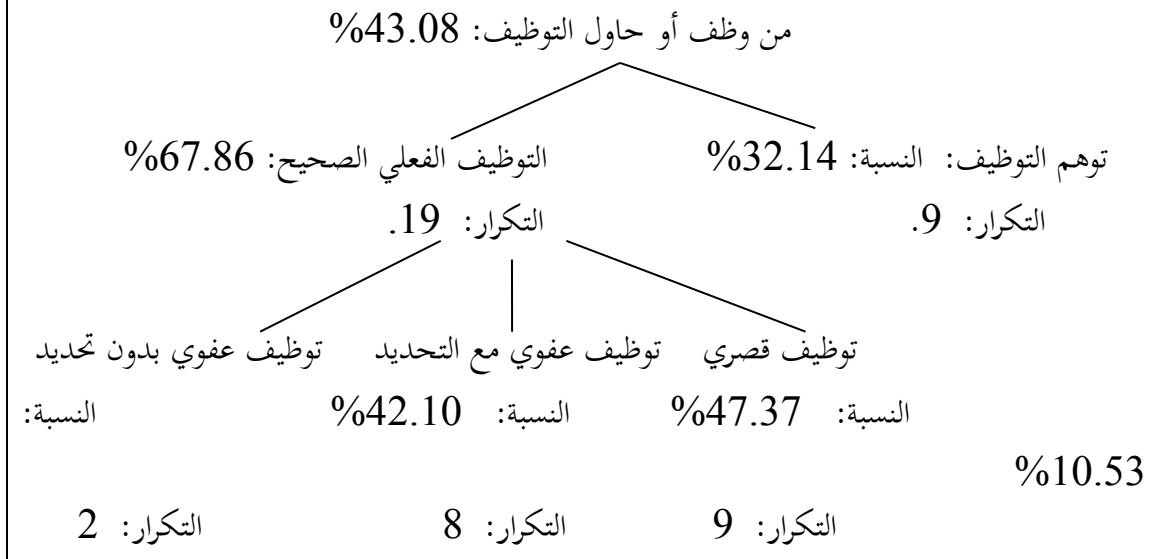 من وظف أو حاول التوظيف: 43.08%
توهم التوظيف: النسبة: 32.14% التوظيف الفعلي الصحيح: 67.86%
التكرار: 9. التكرار: 19.
توظيف قصري توظيف عفوي مع التحديد توظيف عفوي بدون تحديد
النسبة: 47.37% النسبة: 42.10% النسبة:
10.53%
التكرار: 9 التكرار: 8 التكرار: 2